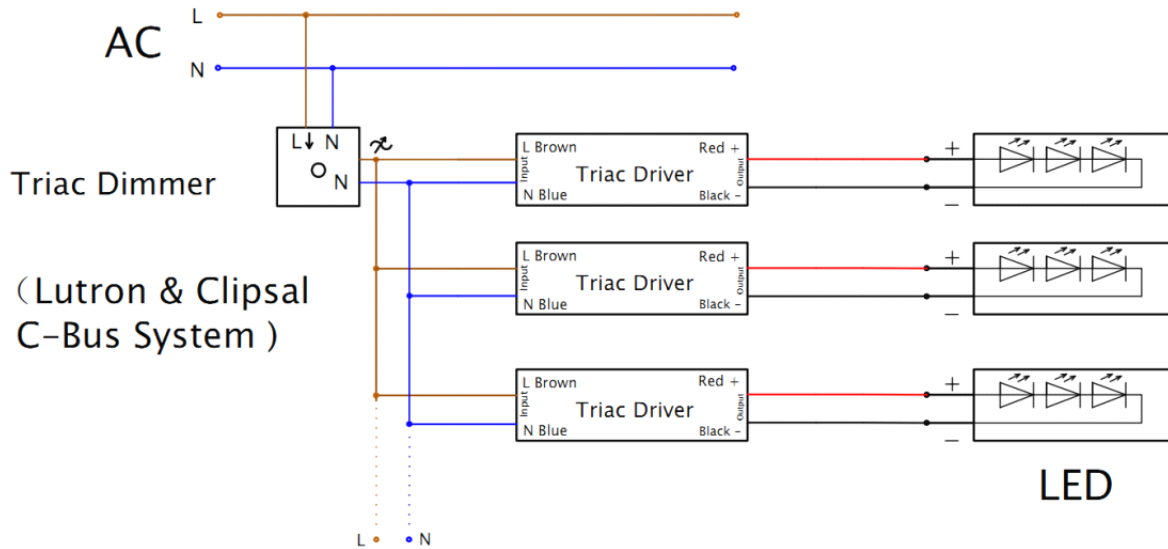 L
AC
N
L N
N
Triac Dimmer
（Lutron & Clipsal
C-Bus System )
L Brown
Input
N Blue
Triac Driver
Red +
Output
Black -
+
−
L Brown
Input
N Blue
Triac Driver
Red +
Output
Black -
+
−
L Brown
Input
N Blue
Triac Driver
Red +
Output
Black -
+
−
LED
L N